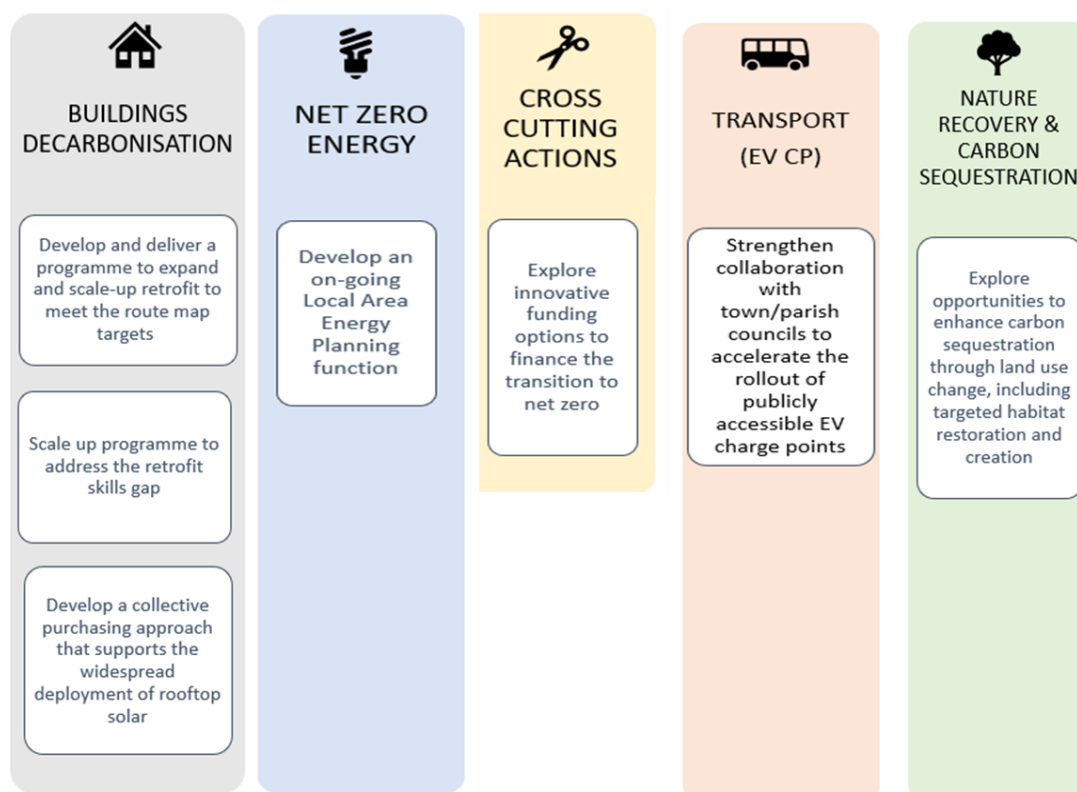 BUILDINGS
DECARBONISATION
Develop and deliver a
programme to expand
and scale-up retrofit to
meet the route map
targets
Scale up programme to
address the retrofit
skills gap
Develop a collective
purchasing approach
that supports the
widespread
deployment of rooftop
solar
NET ZERO
ENERGY
Develop an
on-going
Local Area
Energy
Planning
function
CROSS
CUTTING
ACTIONS
Explore
innovative
funding
options to
finance the
transition to
net zero
TRANSPORT
(EV CP)
Strengthen
collaboration
with
town/parish
councils to
accelerate the
rollout of
publicly
accessible EV
charge points
NATURE
RECOVERY &
CARBON
SEQUESTRATION
Explore
opportunities to
enhance carbon
sequestration
through land use
change, including
targeted habitat
restoration and
creation